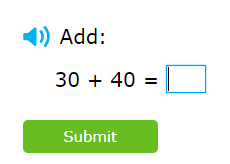 Add:
30 + 40 =
Submit